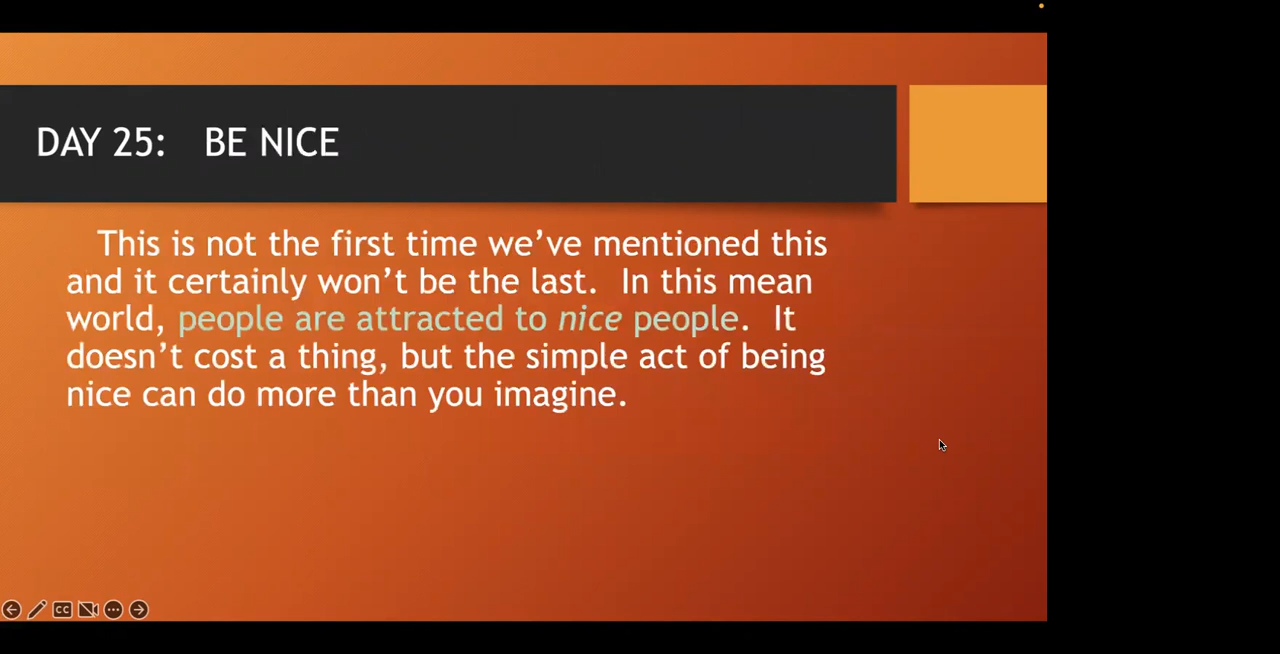 DAY 25: BE NICE
This is not the first time we’ve mentioned this
and it certainly won’t be the last. In this mean
world, people are attracted to nice people. It
doesn’t cost a thing, but the simple act of being
nice can do more than you imagine.
CC